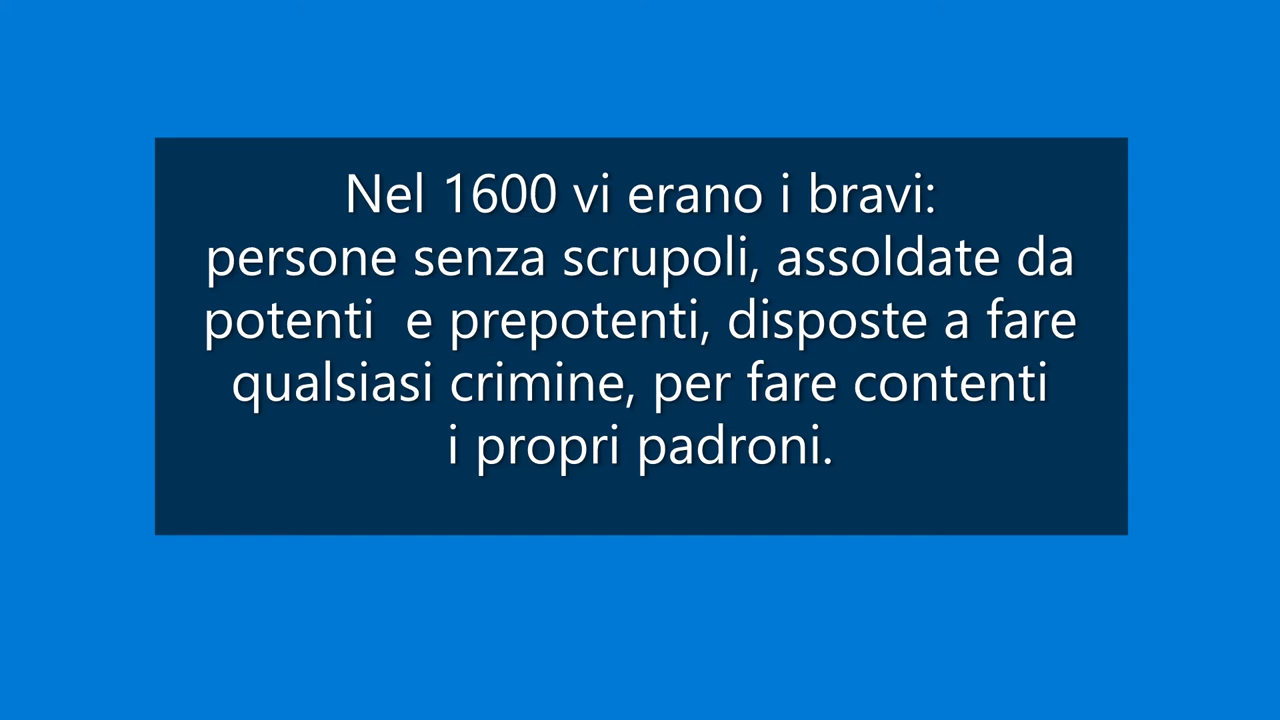 Nel 1600 vi erano i bravi:
persone senza scrupoli, assoldate da
potenti  e prepotenti, disposte a fare
qualsiasi crimine, per fare contenti
i propri padroni.